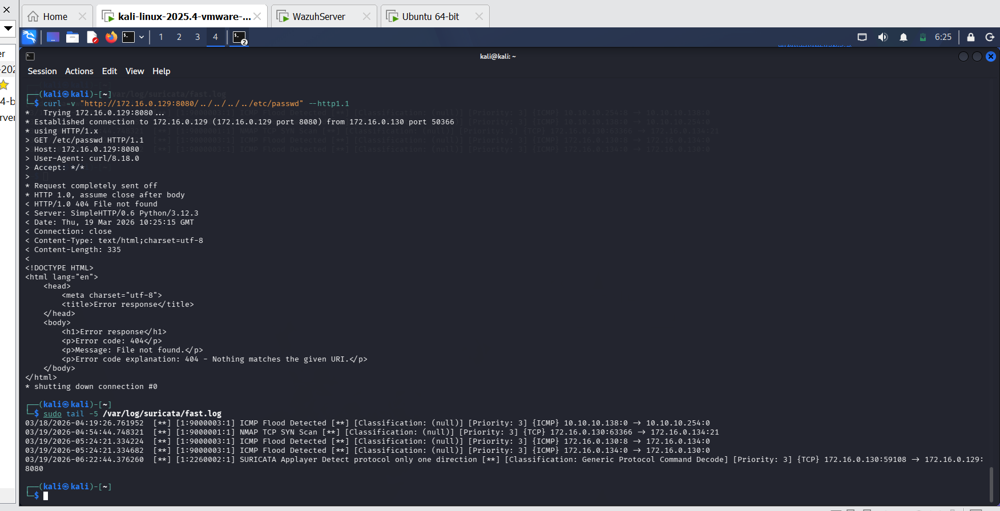 Home
kali-linux-2025.4-vmware-...
WazuhServer
Ubuntu 64-bit
er
-202
4-b
rver
1 2 3 4
2
6:25
kali@kali: ~
Session Actions Edit View Help
┌──(kali㉿kali)-[~]
└─$ curl -v "http://172.16.0.129:8080/../../../../etc/passwd" --http1.1
*   Trying 172.16.0.129:8080...
* Established connection to 172.16.0.129 (172.16.0.129 port 8080) from 172.16.0.130 port 50366
* using HTTP/1.x
> GET /etc/passwd HTTP/1.1
> Host: 172.16.0.129:8080
> User-Agent: curl/8.18.0
> Accept: */*
>
* Request completely sent off
* HTTP 1.0, assume close after body
< HTTP/1.0 404 File not found
< Server: SimpleHTTP/0.6 Python/3.12.3
< Date: Thu, 19 Mar 2026 10:25:15 GMT
< Connection: close
< Content-Type: text/html;charset=utf-8
< Content-Length: 335
<
<!DOCTYPE HTML>
<html lang="en">
    <head>
        <meta charset="utf-8">
        <title>Error response</title>
    </head>
    <body>
        <h1>Error response</h1>
        <p>Error code: 404</p>
        <p>Message: File not found.</p>
        <p>Error code explanation: 404 - Nothing matches the given URI.</p>
    </body>
</html>
* shutting down connection #0
┌──(kali㉿kali)-[~]
└─$ sudo tail -5 /var/log/suricata/fast.log
03/18/2026-04:19:26.761952  [**] [1:9000003:1] ICMP Flood Detected [**] [Classification: (null)] [Priority: 3] {ICMP} 10.10.10.138:0 -> 10.10.10.254:0
03/19/2026-04:54:44.748321  [**] [1:9000001:1] NMAP TCP SYN Scan [**] [Classification: (null)] [Priority: 3] {TCP} 172.16.0.130:63366 -> 172.16.0.134:21
03/19/2026-05:24:21.334224  [**] [1:9000003:1] ICMP Flood Detected [**] [Classification: (null)] [Priority: 3] {ICMP} 172.16.0.130:8 -> 172.16.0.134:0
03/19/2026-05:24:21.334682  [**] [1:9000003:1] ICMP Flood Detected [**] [Classification: (null)] [Priority: 3] {ICMP} 172.16.0.134:0 -> 172.16.0.130:0
03/19/2026-06:22:44.376260  [**] [1:2260002:1] SURICATA Applayer Detect protocol only one direction [**] [Classification: Generic Protocol Command Decode] [Priority: 3] {TCP} 172.16.0.130:59108 -> 172.16.0.129:
8080
┌──(kali㉿kali)-[~]
└─$